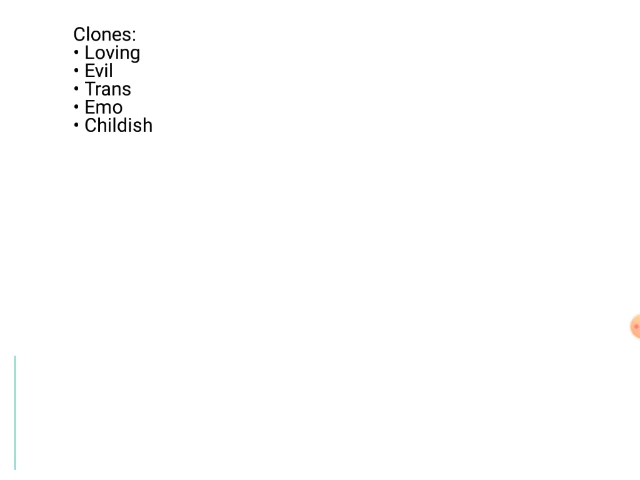 Clones:
• Loving
• Evil
• Trans
• Emo
• Childish